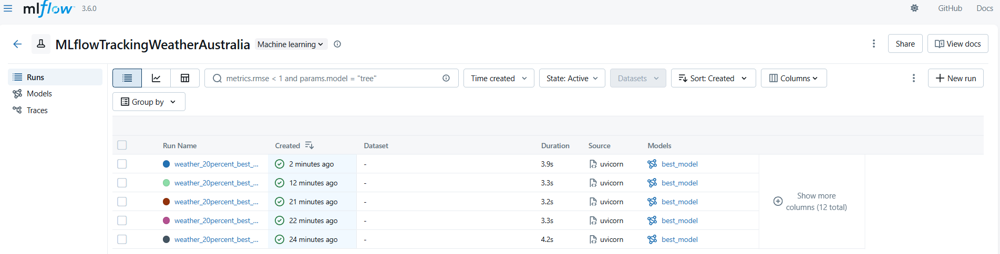 mlflow 3.6.0 GitHub Docs
MLflowTrackingWeatherAustralia Machine learning Share View docs
Runs
Models
Traces
metrics.rmse < 1 and params.model = "tree" Time created State: Active Datasets Sort: Created Columns New run
Group by
Run Name Created Dataset Duration Source Models
weather_20percent_best_... 2 minutes ago - 3.9s uvicorn best_model
weather_20percent_best_... 12 minutes ago - 3.3s uvicorn best_model
weather_20percent_best_... 21 minutes ago - 3.2s uvicorn best_model
weather_20percent_best_... 22 minutes ago - 3.3s uvicorn best_model
weather_20percent_best_... 24 minutes ago - 4.2s uvicorn best_model
Show more
columns (12 total)